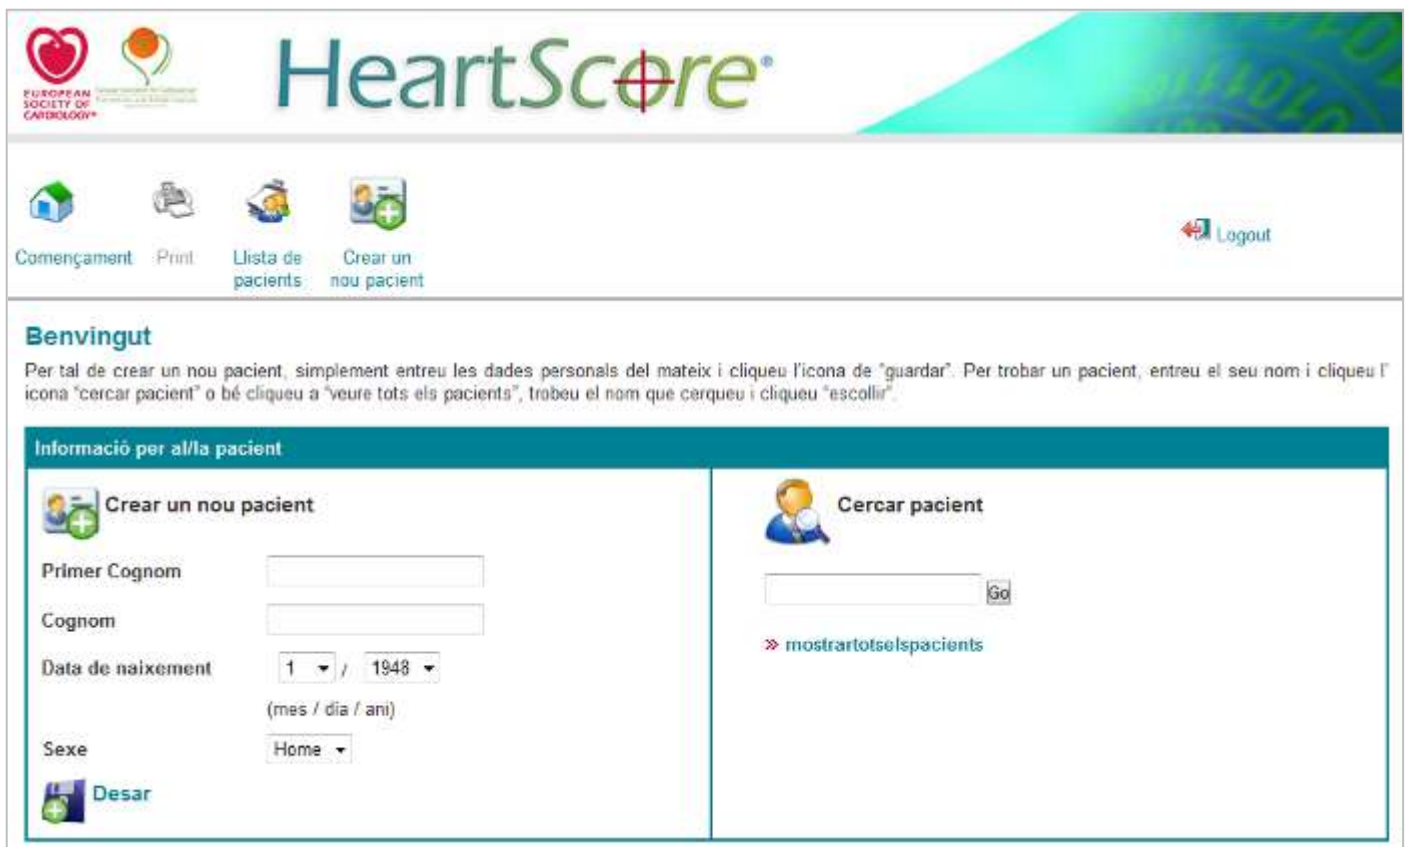 EUROPEAN
SOCIETY OF
CARDIOLOGY®
HeartScore®
Començament
Print
Llista de
pacients
Crear un
nou pacient
Logout
Benvingut
Per tal de crear un nou pacient, simplement entreu les dades personals del mateix i cliqueu l'icona de "guardar". Per trobar un pacient, entreu el seu nom i cliqueu l'
icona "cercar pacient" o bé cliqueu a "veure tots els pacients", trobeu el nom que cerqueu i cliqueu "escollir".
Informació per al/la pacient
Crear un nou pacient
Primer Cognom
Cognom
Data de naixement
1 / 1948
(mes / dia / ani)
Sexe
Home
Desar
Cercar pacient
Go
» mostrartotselspacients